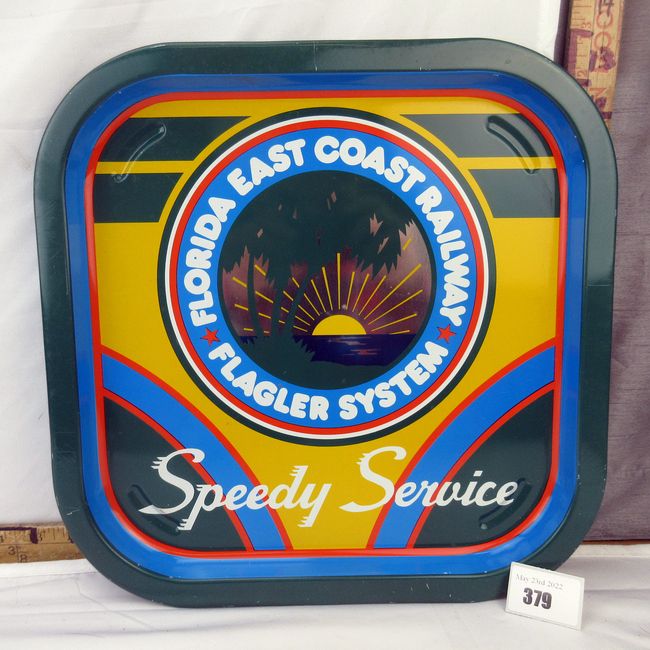 FLORIDA EAST COAST RAILWAY
FLAGLER SYSTEM
Speedy Service
May 23rd 2022
379